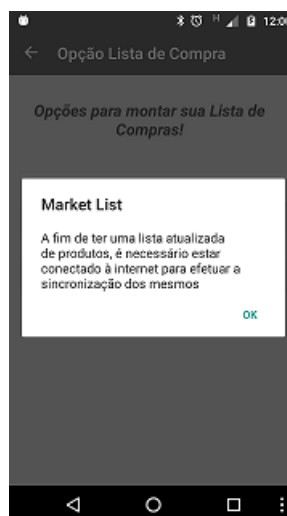 H 12:00
Opção Lista de Compra
Opções para montar sua Lista de
Compras!
Market List
A fim de ter uma lista atualizada
de produtos, é necessário estar
conectado à internet para efetuar a
sincronização dos mesmos
OK